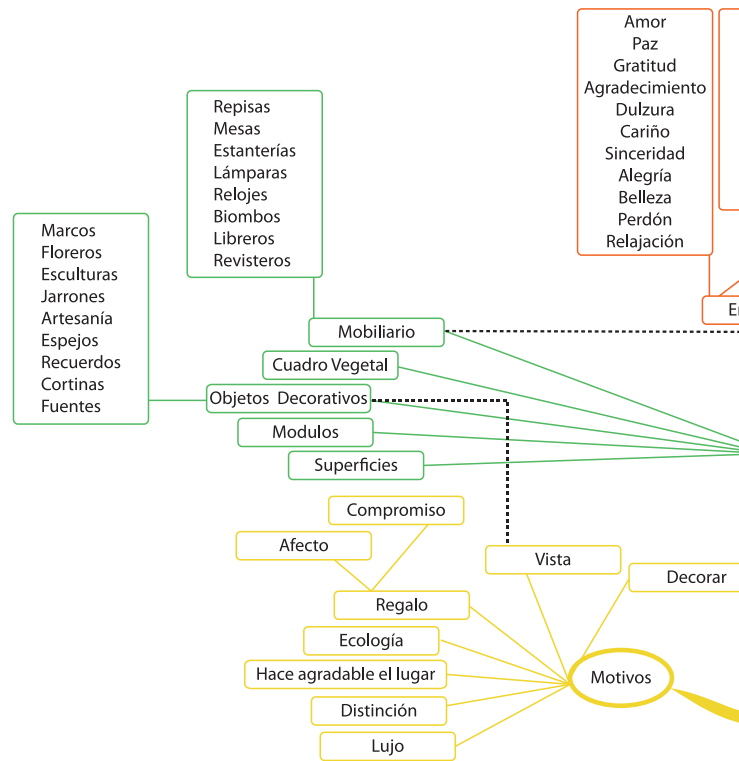 Amor
Paz
Gratitud
Agradecimiento
Dulzura
Cariño
Sinceridad
Alegría
Belleza
Perdón
Relajación
Repisas
Mesas
Estanterías
Lámparas
Relojes
Biombos
Libreros
Revisteros
Marcos
Floreros
Esculturas
Jarrones
Artesanía
Espejos
Recuerdos
Cortinas
Fuentes
Mobiliario
Cuadro Vegetal
Objetos Decorativos
Modulos
Superficies
Compromiso
Afecto
Vista
Decorar
Regalo
Ecología
Hace agradable el lugar
Motivos
Distinción
Lujo